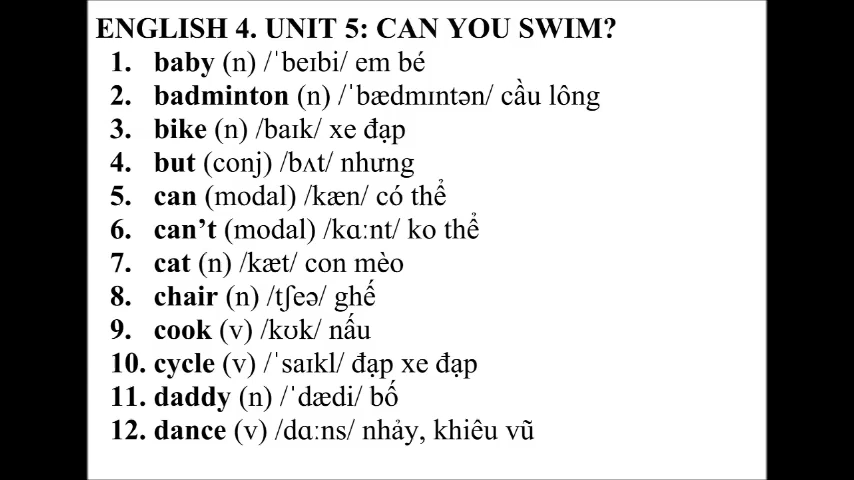 ENGLISH 4. UNIT 5: CAN YOU SWIM?
1. baby (n) /ˈbeɪbi/ em bé
2. badminton (n) /ˈbædmɪntən/ cầu lông
3. bike (n) /baɪk/ xe đạp
4. but (conj) /bʌt/ nhưng
5. can (modal) /kæn/ có thể
6. can’t (modal) /kɑːnt/ ko thể
7. cat (n) /kæt/ con mèo
8. chair (n) /tʃeə/ ghế
9. cook (v) /kʊk/ nấu
10. cycle (v) /ˈsaɪkl/ đạp xe đạp
11. daddy (n) /ˈdædi/ bố
12. dance (v) /dɑːns/ nhảy, khiêu vũ